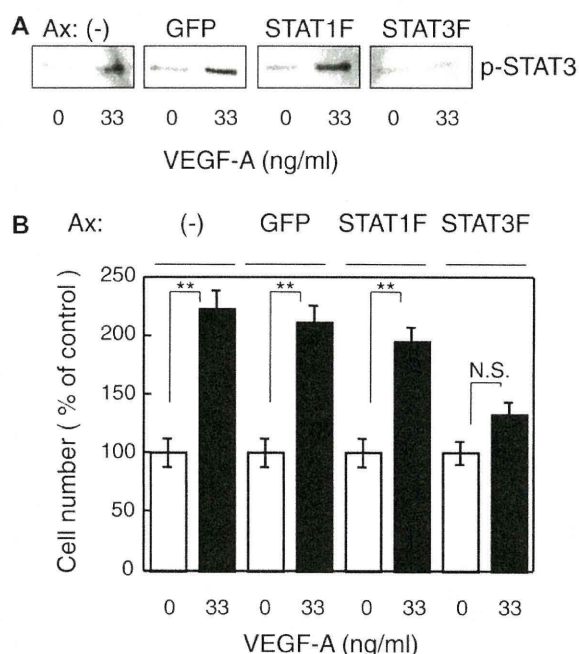 A Ax: (-) GFP STAT1F STAT3F
p-STAT3
0 33 0 33 0 33 0 33
VEGF-A (ng/ml)
B Ax: (-) GFP STAT1F STAT3F
250
** ** **
200
N.S.
150
100
50
0
Cell number ( % of control )
0 33 0 33 0 33 0 33
VEGF-A (ng/ml)